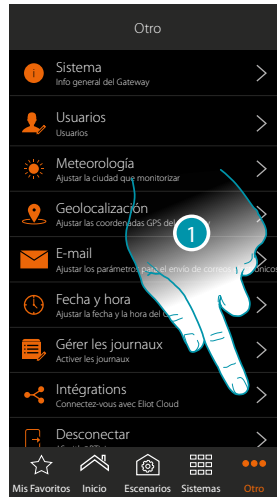 Otro
Sistema
Info general del Gateway
Usuarios
Usuarios
Meteorología
Ajustar la ciudad que monitorizar
1
Geolocalización
Ajustar las coordenadas GPS del
E-mail
Ajustar los parámetros para el envío de
Fecha y hora
Ajustar la fecha y la hora del
Gérer les journaux
Activer les journaux
Intégrations
Connectez-vous avec Eliot Cloud
Desconectar
Mis Favoritos Inicio Escenarios Sistemas Otro